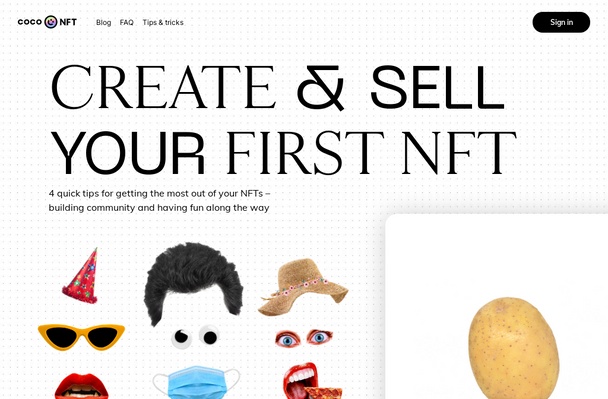 COCO NFT
Blog
FAQ
Tips & tricks
Sign in
CREATE & SELL
YOUR FIRST NFT
4 quick tips for getting the most out of your NFTs –
building community and having fun along the way